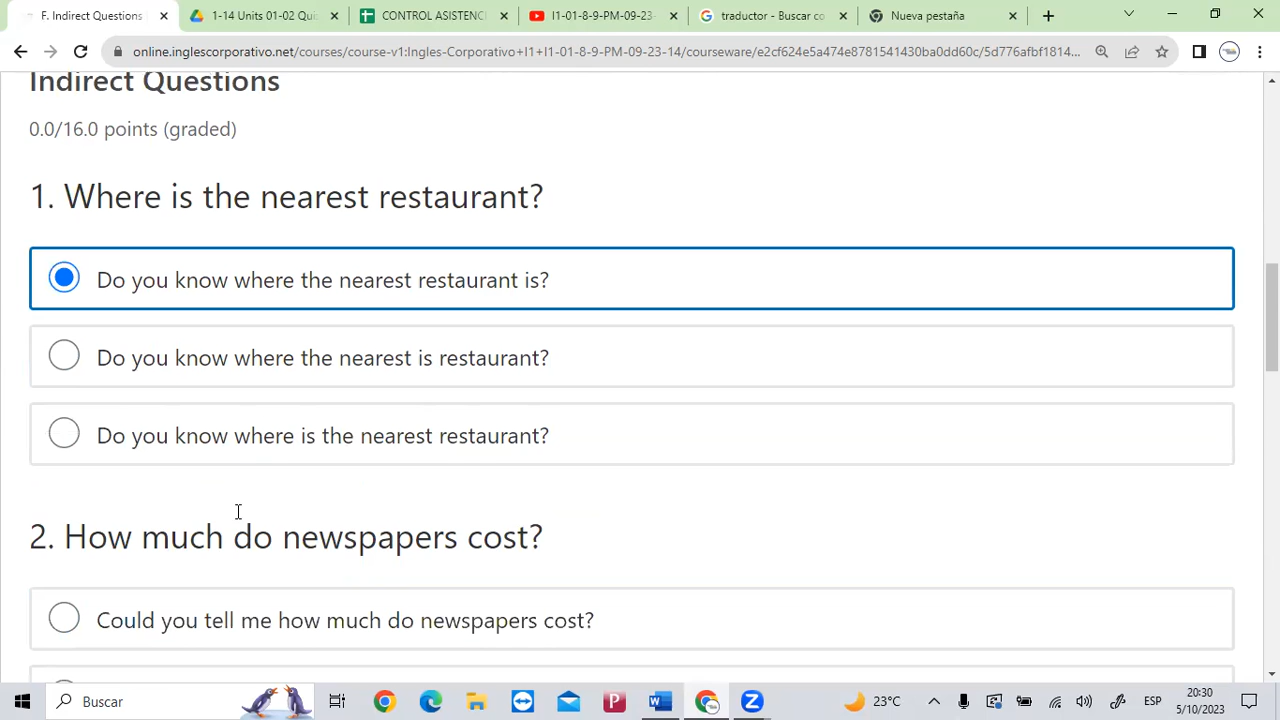 F. Indirect Questions
1-14 Units 01-02 Qui
CONTROL ASISTENC
I1-01-8-9-PM-09-23-
traductor - Buscar co
Nueva pestaña
online.inglescorporativo.net/courses/course-v1:Ingles-Corporativo+I1+I1-01-8-9-PM-09-23-14/courseware/e2cf624e5a474e8781541430ba0dd60c/5d776afbf1814...
Indirect Questions
0.0/16.0 points (graded)
1. Where is the nearest restaurant?
Do you know where the nearest restaurant is?
Do you know where the nearest is restaurant?
Do you know where is the nearest restaurant?
2. How much do newspapers cost?
Could you tell me how much do newspapers cost?
Buscar
23°C
ESP
20:30
5/10/2023